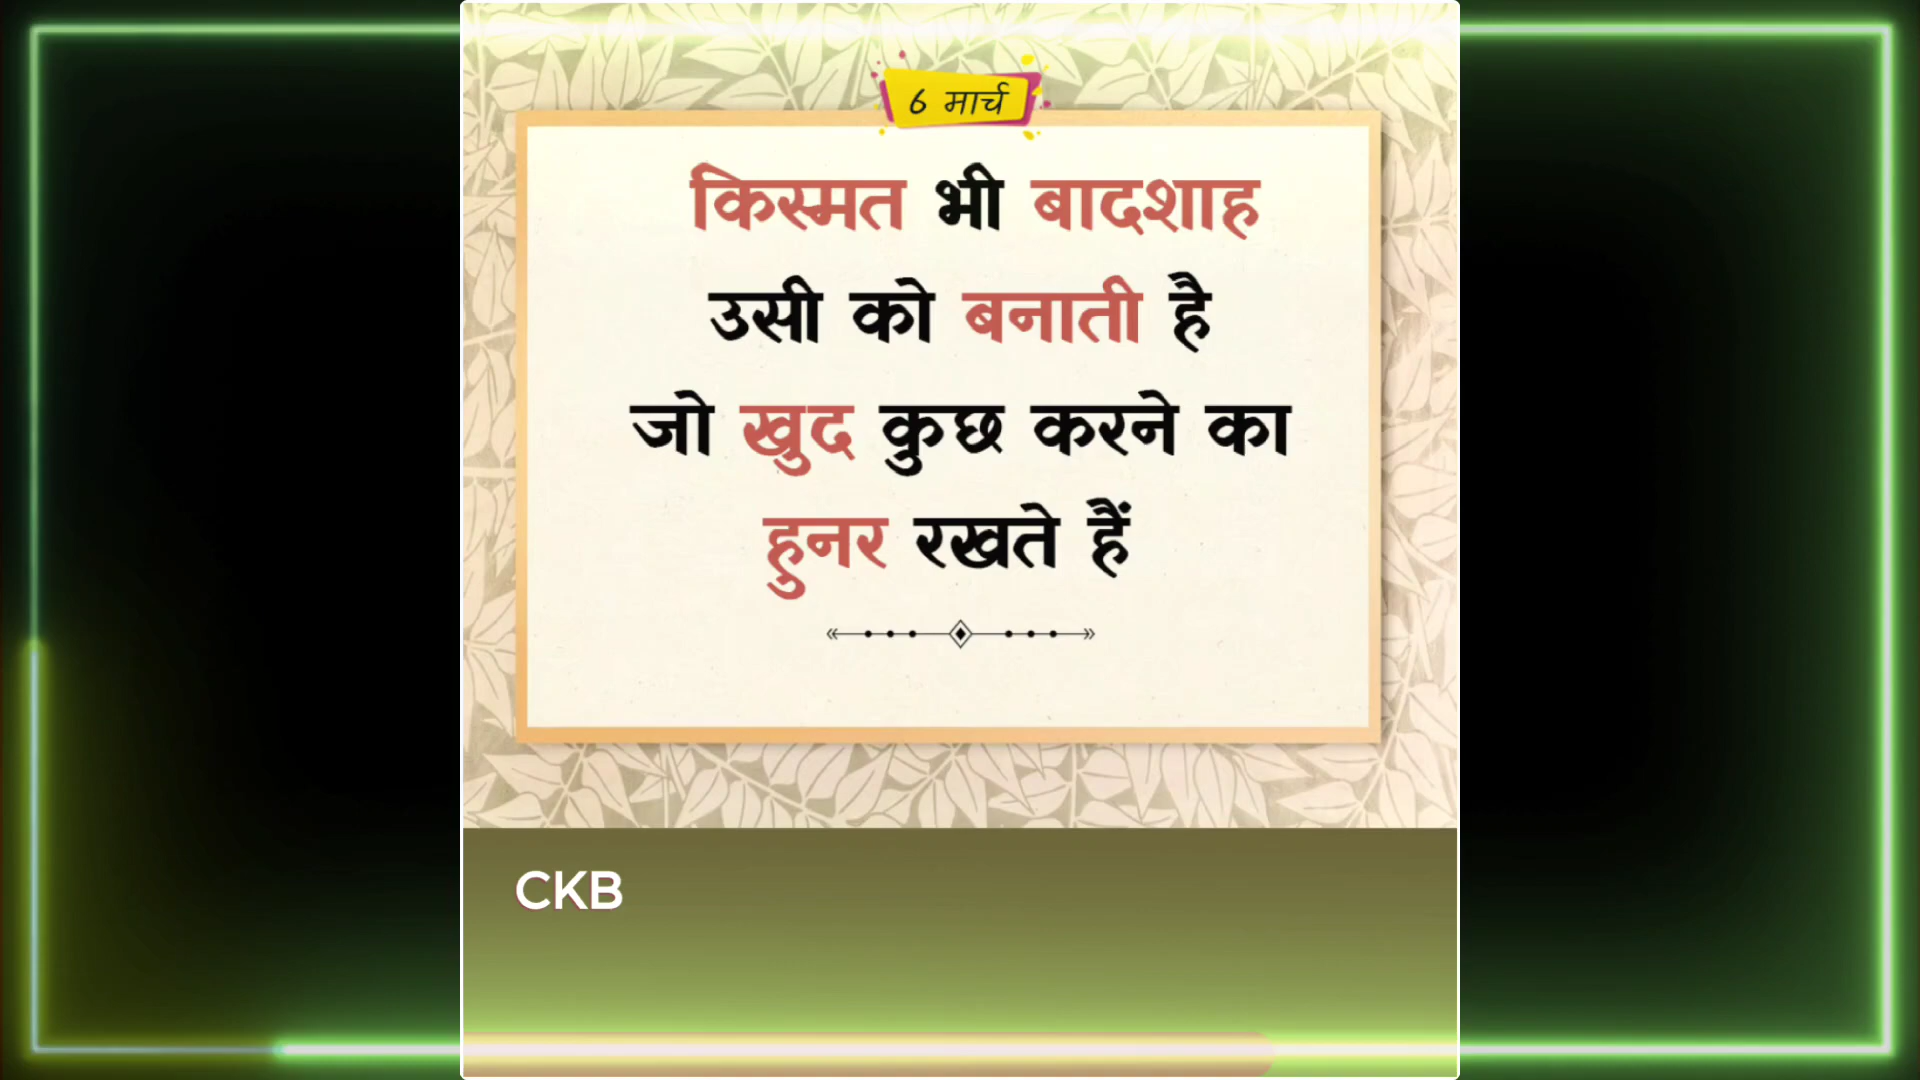 6 मार्च
किस्मत भी बादशाह
उसी को बनाती है
जो खुद कुछ करने का
हुनर रखते हैं
CKB